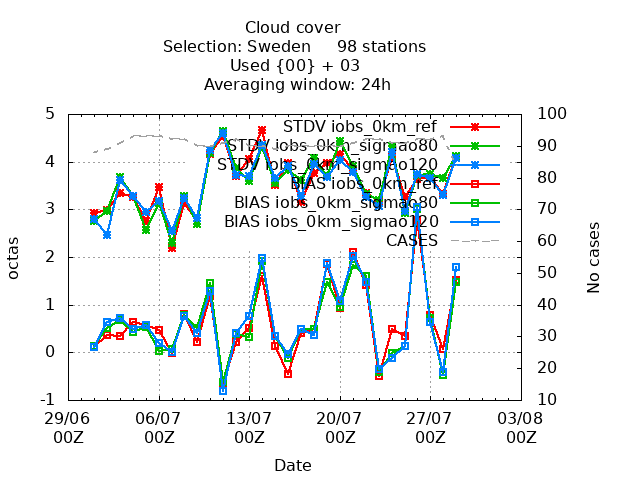 Cloud cover
Selection: Sweden 98 stations
Used {00} + 03
Averaging window: 24h
5 100
STDV iobs_0km_ref
90
STDV iobs_0km_sigmao80
4
STDV iobs_0km_sigmao120
80
BIAS iobs_0km_ref
BIAS iobs_0km_sigmao80
3 70
BIAS iobs_0km_sigmao120
CASES
60
2
50
1 40
30
0
20
-1 10
octas
No cases
29/06 06/07 13/07 20/07 27/07 03/08
00Z 00Z 00Z 00Z 00Z 00Z
Date